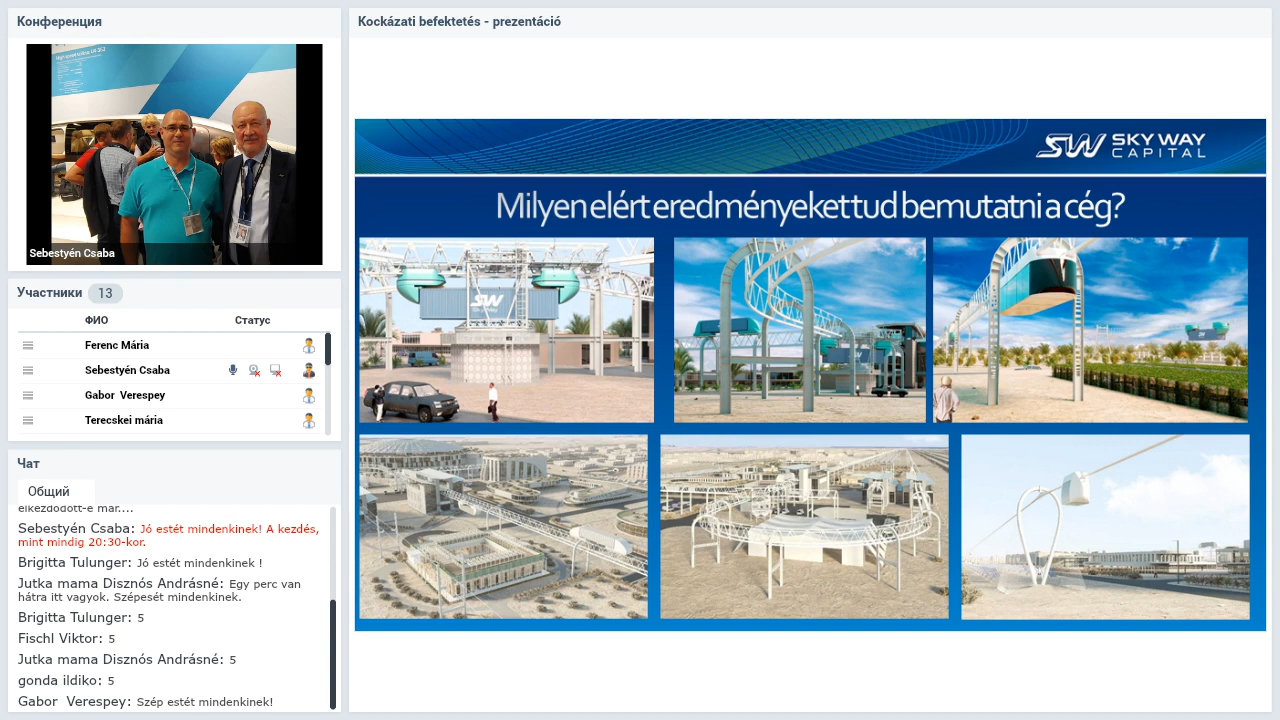 Конференция
Sebestyén Csaba
Участники 13
ФИО Статус
Ferenc Mária
Sebestyén Csaba
Gabor Verespey
Terecskei mária
Чат
Общий
elkezdődött-e már....
Sebestyén Csaba: Jó estét mindenkinek! A kezdés,
mint mindig 20:30-kor.
Brigitta Tulunger: Jó estét mindenkinek !
Jutka mama Disznós Andrásné: Egy perc van
hátra itt vagyok. Szépesét mindenkinek.
Brigitta Tulunger: 5
Fischl Viktor: 5
Jutka mama Disznós Andrásné: 5
gonda ildiko: 5
Gabor Verespey: Szép estét mindenkinek!
Kockázati befektetés - prezentáció
SW SKY WAY
CAPITAL
Milyen elért eredményeket tud bemutatni a cég?
SW